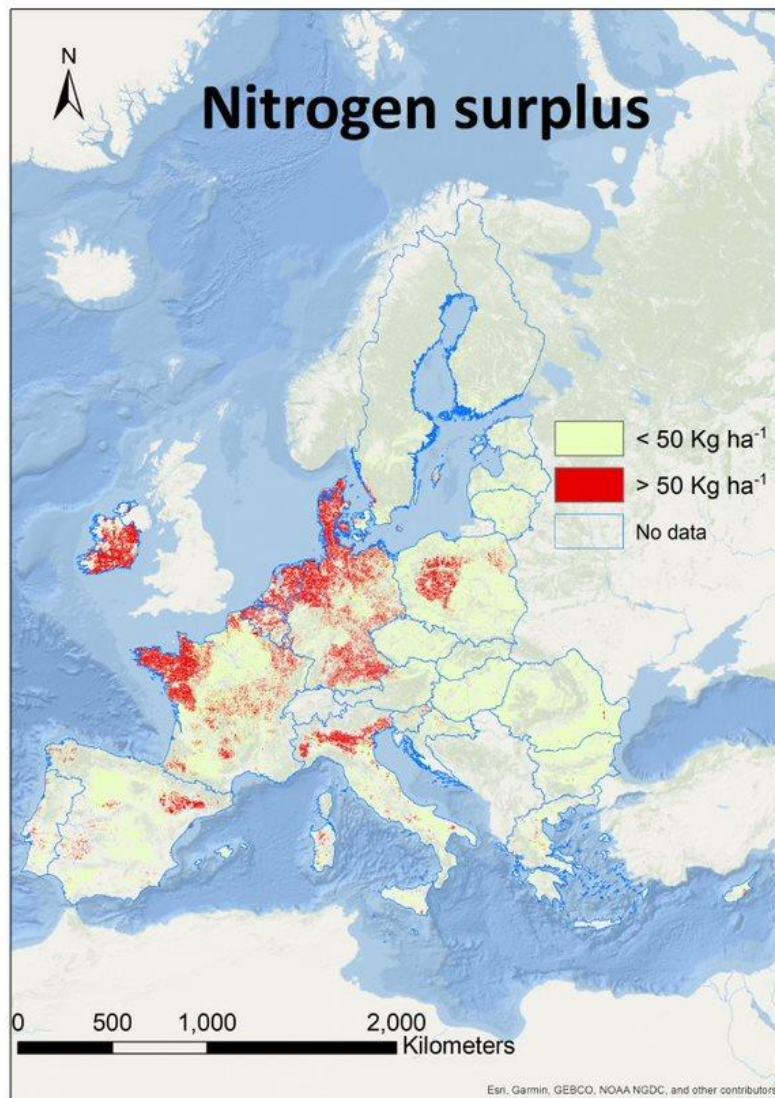 N
Nitrogen surplus
< 50 Kg ha⁻¹
> 50 Kg ha⁻¹
No data
0 500 1,000 2,000
Kilometers
Esri, Garmin, GEBCO, NOAA NGDC, and other contributors